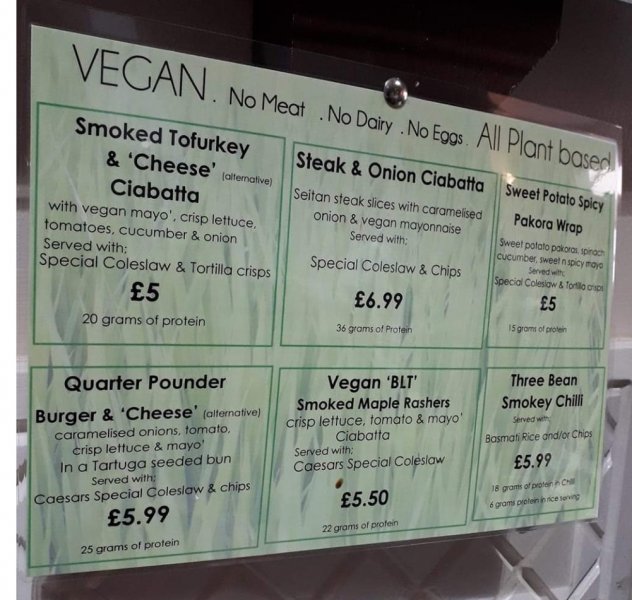 VEGAN . No Meat . No Dairy . No Eggs . All Plant based
Smoked Tofurkey
& 'Cheese' (alternative)
Ciabatta
with vegan mayo', crisp lettuce,
tomatoes, cucumber & onion
Served with:
Special Coleslaw & Tortilla crisps
£5
20 grams of protein
Steak & Onion Ciabatta
Seitan steak slices with caramelised
onion & vegan mayonnaise
Served with:
Special Coleslaw & Chips
£6.99
36 grams of Protein
Sweet Potato Spicy
Pakora Wrap
Sweet potato pakoras, spinach
cucumber, sweet n spicy mayo
Served with:
Special Coleslaw & Tortilla crisps
£5
15 grams of protein
Quarter Pounder
Burger & 'Cheese' (alternative)
caramelised onions, tomato,
crisp lettuce & mayo'
In a Tartuga seeded bun
Served with:
Caesars Special Coleslaw & chips
£5.99
25 grams of protein
Vegan 'BLT'
Smoked Maple Rashers
crisp lettuce, tomato & mayo'
Ciabatta
Served with:
Caesars Special Coleslaw
£5.50
22 grams of protein
Three Bean
Smokey Chilli
Served with:
Basmati Rice and/or Chips
£5.99
18 grams of protein in Chilli
6 grams protein in rice serving